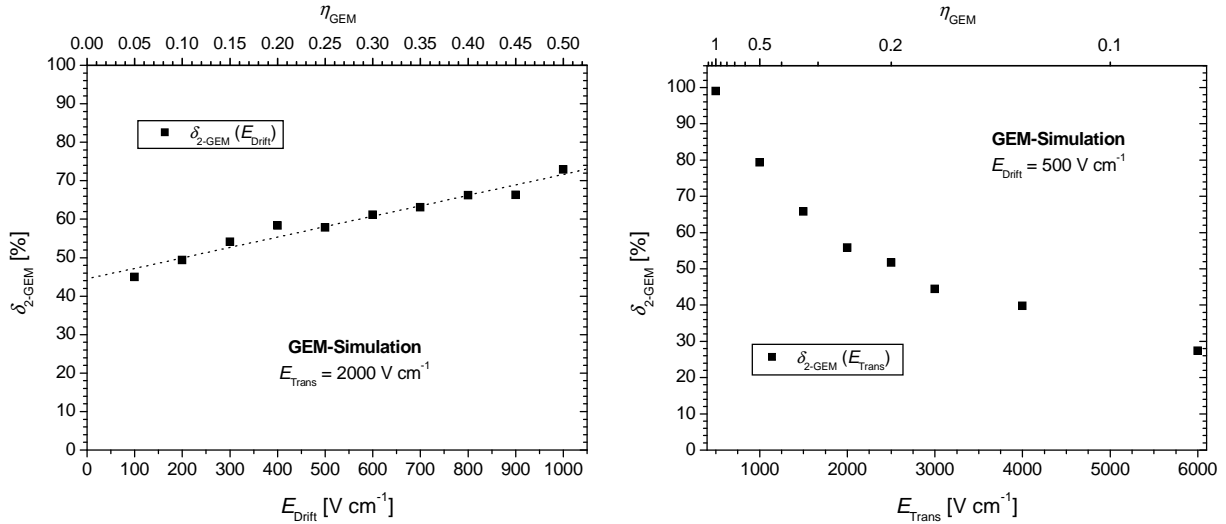 η_GEM
0.00 0.05 0.10 0.15 0.20 0.25 0.30 0.35 0.40 0.45 0.50
100
90
80
70
60
50
40
30
20
10
0
δ_2-GEM [%]
δ_2-GEM (E_Drift)
GEM-Simulation
E_Trans = 2000 V cm⁻¹
0 100 200 300 400 500 600 700 800 900 1000
E_Drift [V cm⁻¹]
η_GEM
1 0.5 0.2 0.1
100
90
80
70
60
50
40
30
20
10
0
δ_2-GEM [%]
GEM-Simulation
E_Drift = 500 V cm⁻¹
δ_2-GEM (E_Trans)
1000 2000 3000 4000 5000 6000
E_Trans [V cm⁻¹]